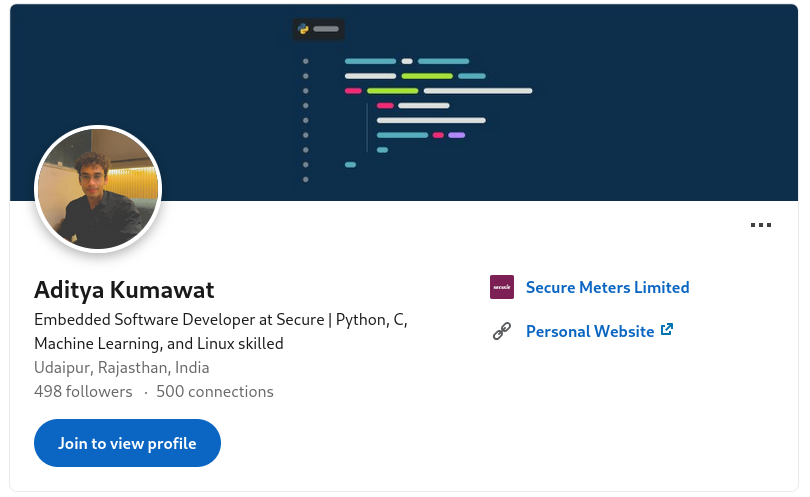 Aditya Kumawat
Embedded Software Developer at Secure | Python, C,
Machine Learning, and Linux skilled
Udaipur, Rajasthan, India
498 followers · 500 connections
Join to view profile
secure
Secure Meters Limited
Personal Website